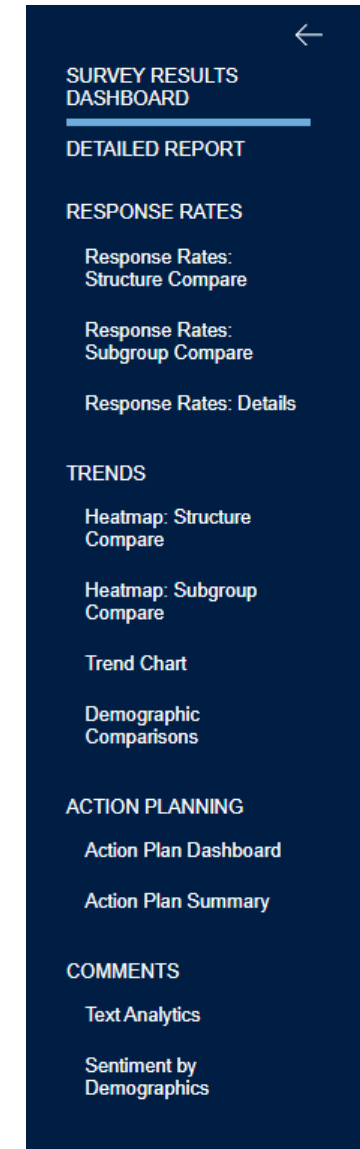 SURVEY RESULTS
DASHBOARD
DETAILED REPORT
RESPONSE RATES
Response Rates:
Structure Compare
Response Rates:
Subgroup Compare
Response Rates: Details
TRENDS
Heatmap: Structure
Compare
Heatmap: Subgroup
Compare
Trend Chart
Demographic
Comparisons
ACTION PLANNING
Action Plan Dashboard
Action Plan Summary
COMMENTS
Text Analytics
Sentiment by
Demographics